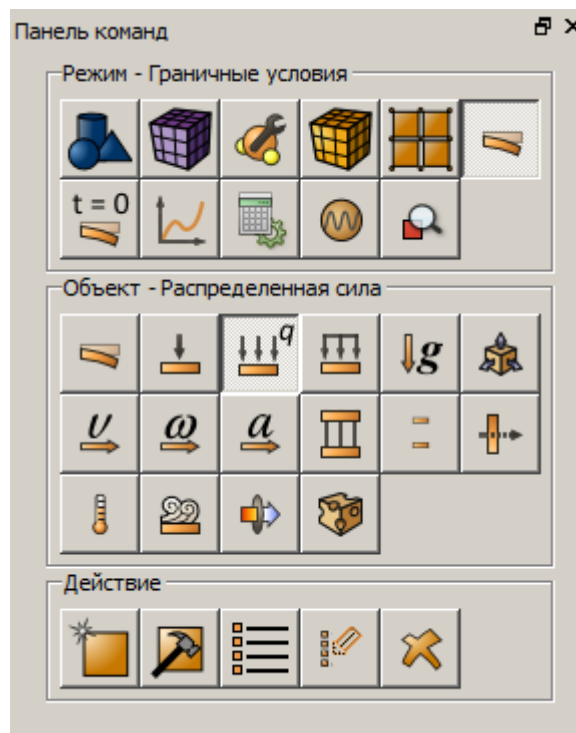 Панель команд
Режим - Граничные условия
t = 0
Объект - Распределенная сила
q
g
υ ω a
Действие